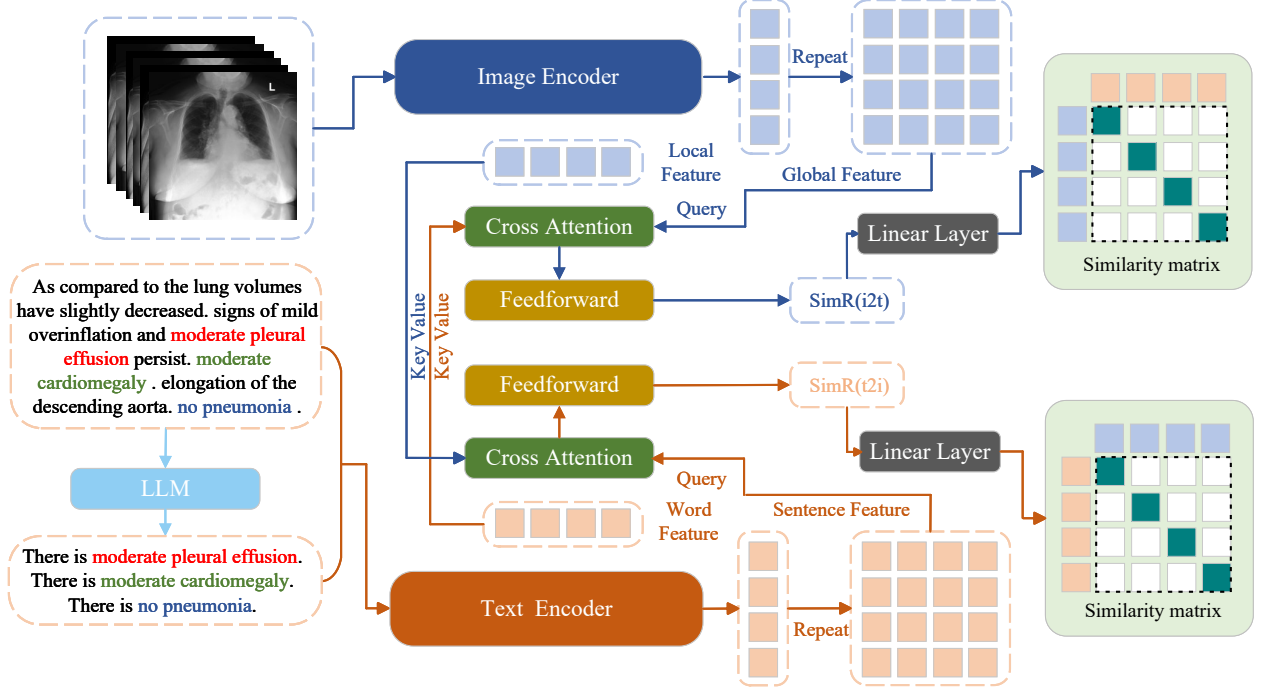 L
Image Encoder
Repeat
Local
Feature
Global Feature
Query
Cross Attention
Linear Layer
Similarity matrix
As compared to the lung volumes
have slightly decreased. signs of mild
overinflation and moderate pleural
effusion persist. moderate
cardiomegaly . elongation of the
descending aorta. no pneumonia .
Feedforward
SimR(i2t)
Key Value
Key Value
Feedforward
SimR(t2i)
Cross Attention
Linear Layer
Query
LLM
Word
Feature
Sentence Feature
There is moderate pleural effusion.
There is moderate cardiomegaly.
There is no pneumonia.
Text Encoder
Repeat
Similarity matrix